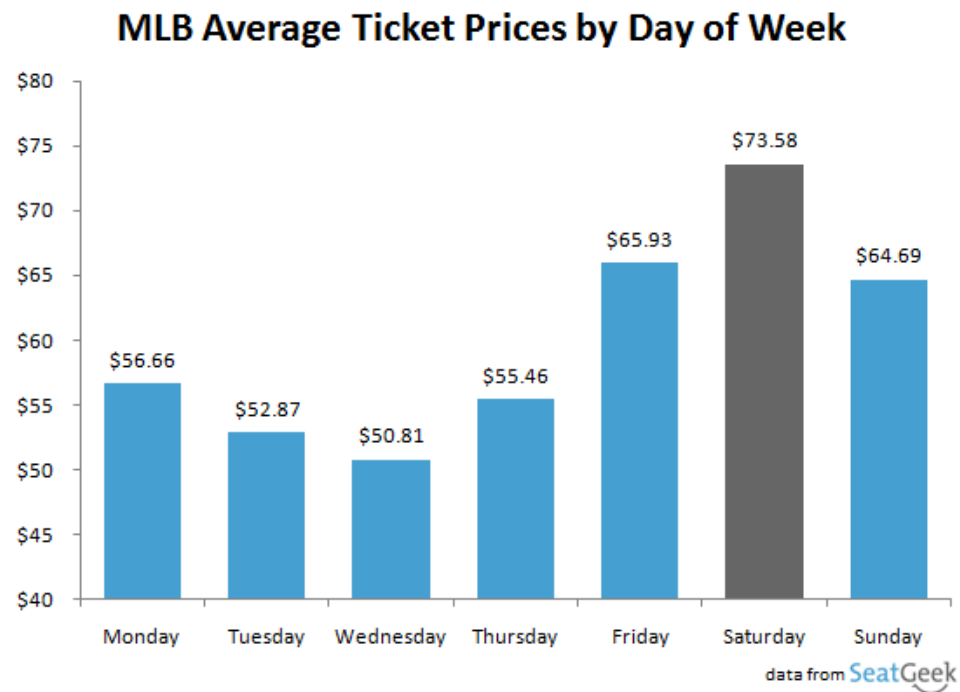 MLB Average Ticket Prices by Day of Week
$80
$75
$70
$65
$60
$55
$50
$45
$40
$56.66
$52.87
$50.81
$55.46
$65.93
$73.58
$64.69
Monday
Tuesday
Wednesday
Thursday
Friday
Saturday
Sunday
data from SeatGeek